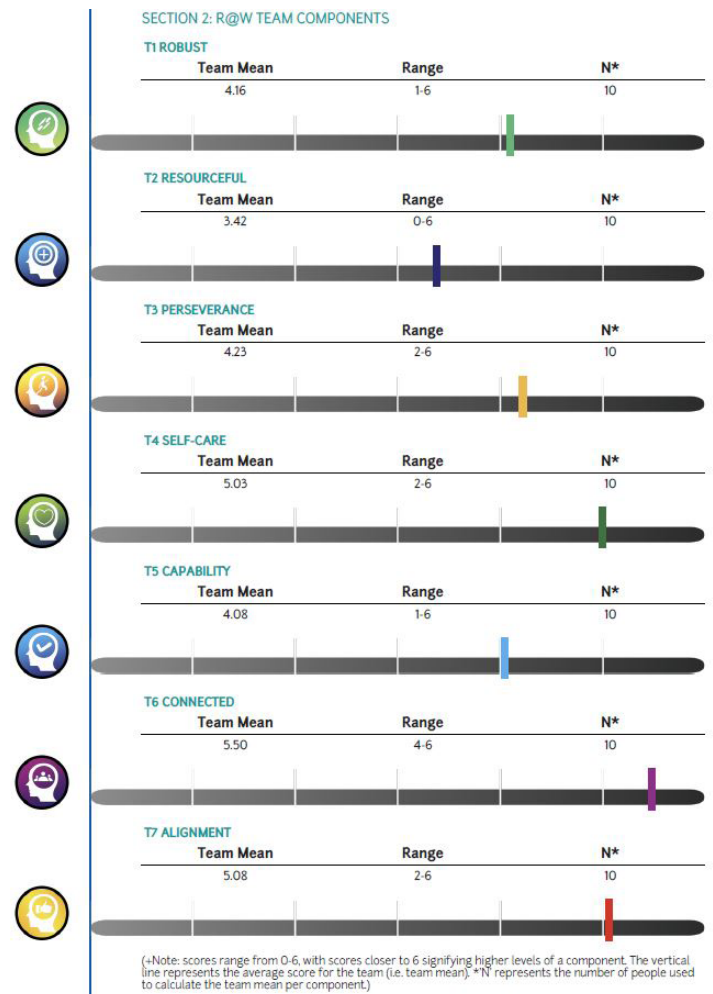 SECTION 2: R@W TEAM COMPONENTS
T1 ROBUST
Team Mean Range N*
4.16 1-6 10
T2 RESOURCEFUL
Team Mean Range N*
3.42 0-6 10
T3 PERSEVERANCE
Team Mean Range N*
4.23 2-6 10
T4 SELF-CARE
Team Mean Range N*
5.03 2-6 10
T5 CAPABILITY
Team Mean Range N*
4.08 1-6 10
T6 CONNECTED
Team Mean Range N*
5.50 4-6 10
T7 ALIGNMENT
Team Mean Range N*
5.08 2-6 10
(+Note: scores range from 0-6, with scores closer to 6 signifying higher levels of a component. The vertical
line represents the average score for the team (i.e. team mean). *'N' represents the number of people used
to calculate the team mean per component.)